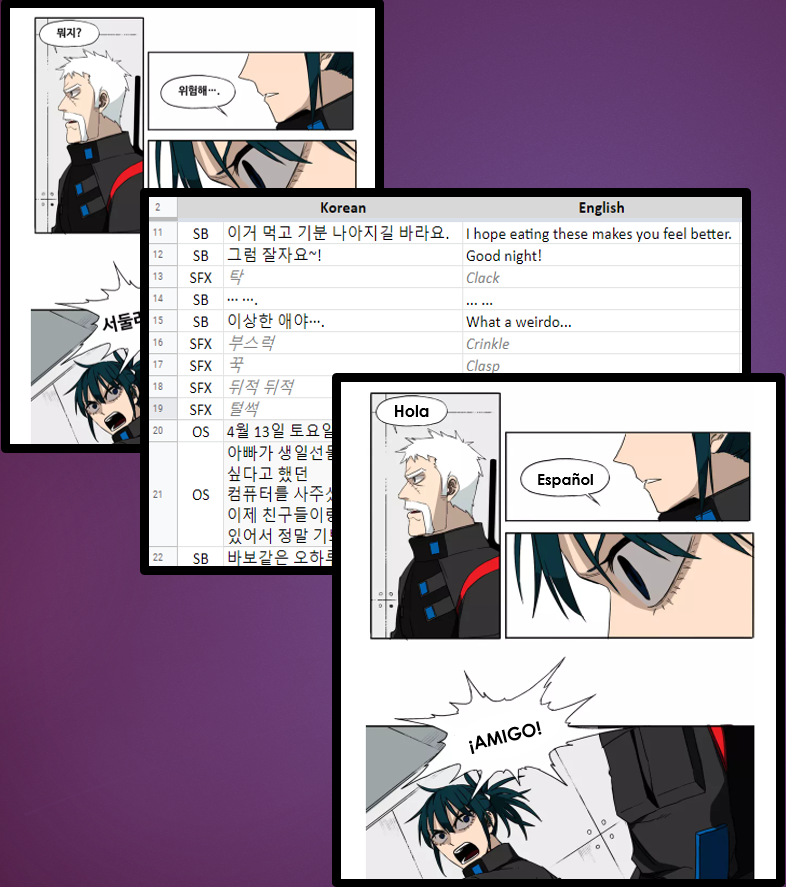 뭐지?
위험해….
서둘러
2 Korean English
11 SB 이거 먹고 기분 나아지길 바라요. I hope eating these makes you feel better.
12 SB 그럼 잘자요~! Good night!
13 SFX 탁 Clack
14 SB … …. ... ...
15 SB 이상한 애야…. What a weirdo...
16 SFX 부스럭 Crinkle
17 SFX 꾹 Clasp
18 SFX 뒤적 뒤적
19 SFX 털썩
20 OS 4월 13일 토요일
아빠가 생일선물
싶다고 했던
21 OS 컴퓨터를 사주셨
이제 친구들이랑
있어서 정말 기
22 SB 바보같은 오하
Hola
Español
¡AMIGO!